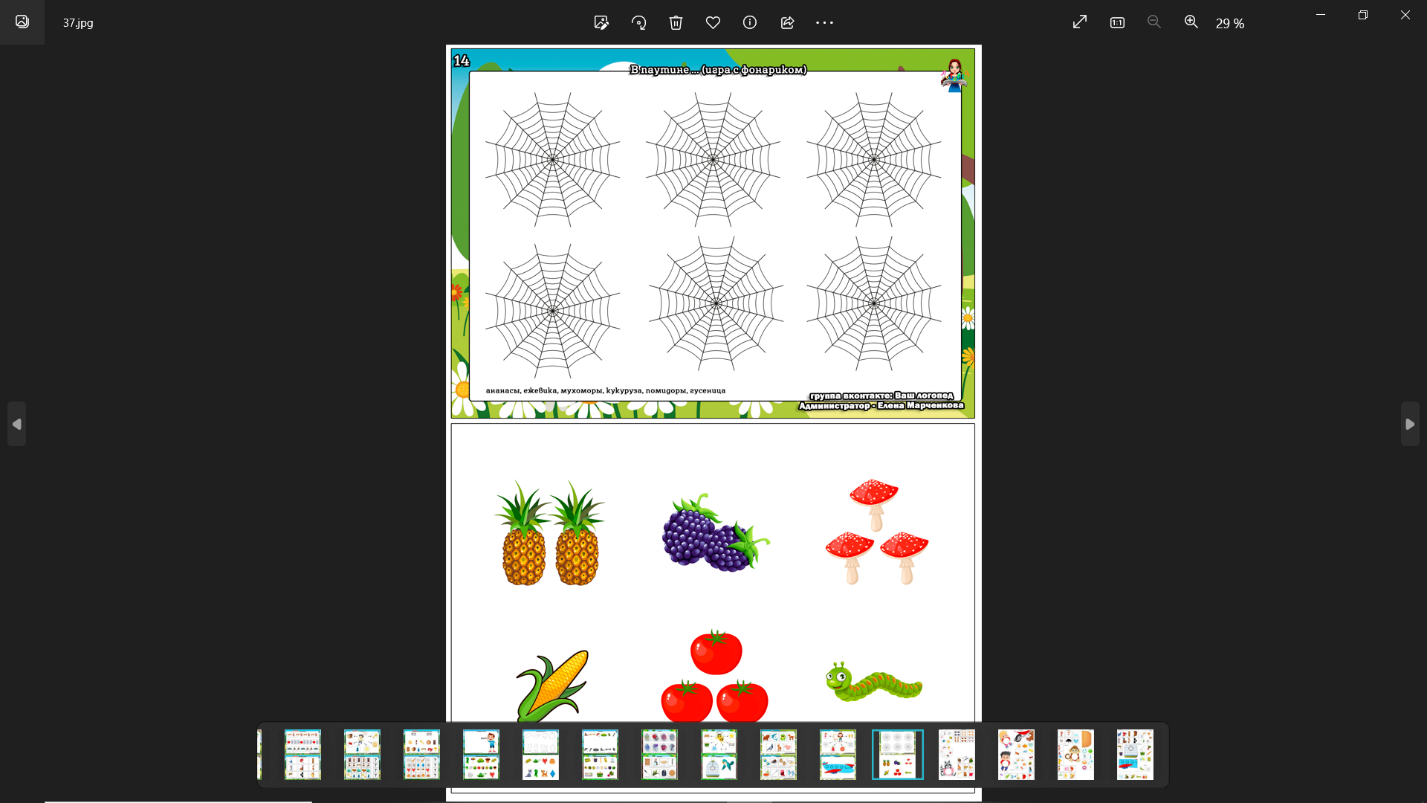 37.jpg
29 %
14
В паутине ... (игра с фонариком)
ананасы, ежевика, мухоморы, кукуруза, помидоры, гусеница
группа вконтакте: Ваш логопед
Администратор - Елена Марченкова